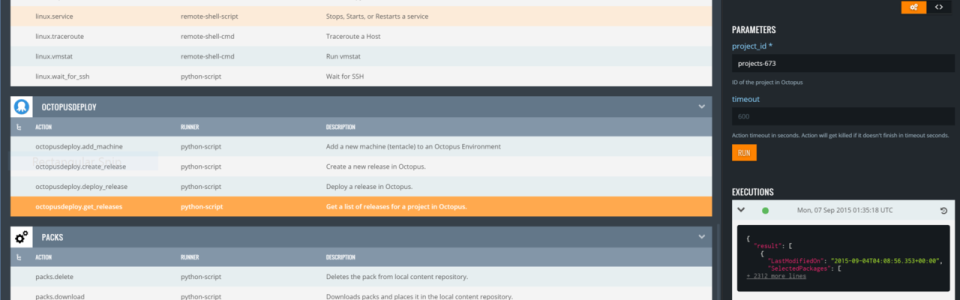 linux.service remote-shell-script Stops, Starts, or Restarts a service
linux.traceroute remote-shell-cmd Traceroute a Host
linux.vmstat remote-shell-cmd Run vmstat
linux.wait_for_ssh python-script Wait for SSH
OCTOPUSDEPLOY
ACTION RUNNER DESCRIPTION
octopusdeploy.add_machine python-script Add a new machine (tentacle) to an Octopus Environment
octopusdeploy.create_release python-script Create a new release in Octopus.
octopusdeploy.deploy_release python-script Deploy a release in Octopus.
octopusdeploy.get_releases python-script Get a list of releases for a project in Octopus.
PACKS
ACTION RUNNER DESCRIPTION
packs.delete python-script Deletes the pack from local content repository.
packs.download python-script Downloads packs and places it in the local content repository.
<>
PARAMETERS
project_id *
projects-673
ID of the project in Octopus
timeout
600
Action timeout in seconds. Action will get killed if it doesn't finish in timeout seconds.
RUN
EXECUTIONS
Mon, 07 Sep 2015 01:35:18 UTC
{
"result": [
{
"LastModifiedOn": "2015-09-04T04:08:56.353+00:00",
"SelectedPackages": [
+ 2312 more lines